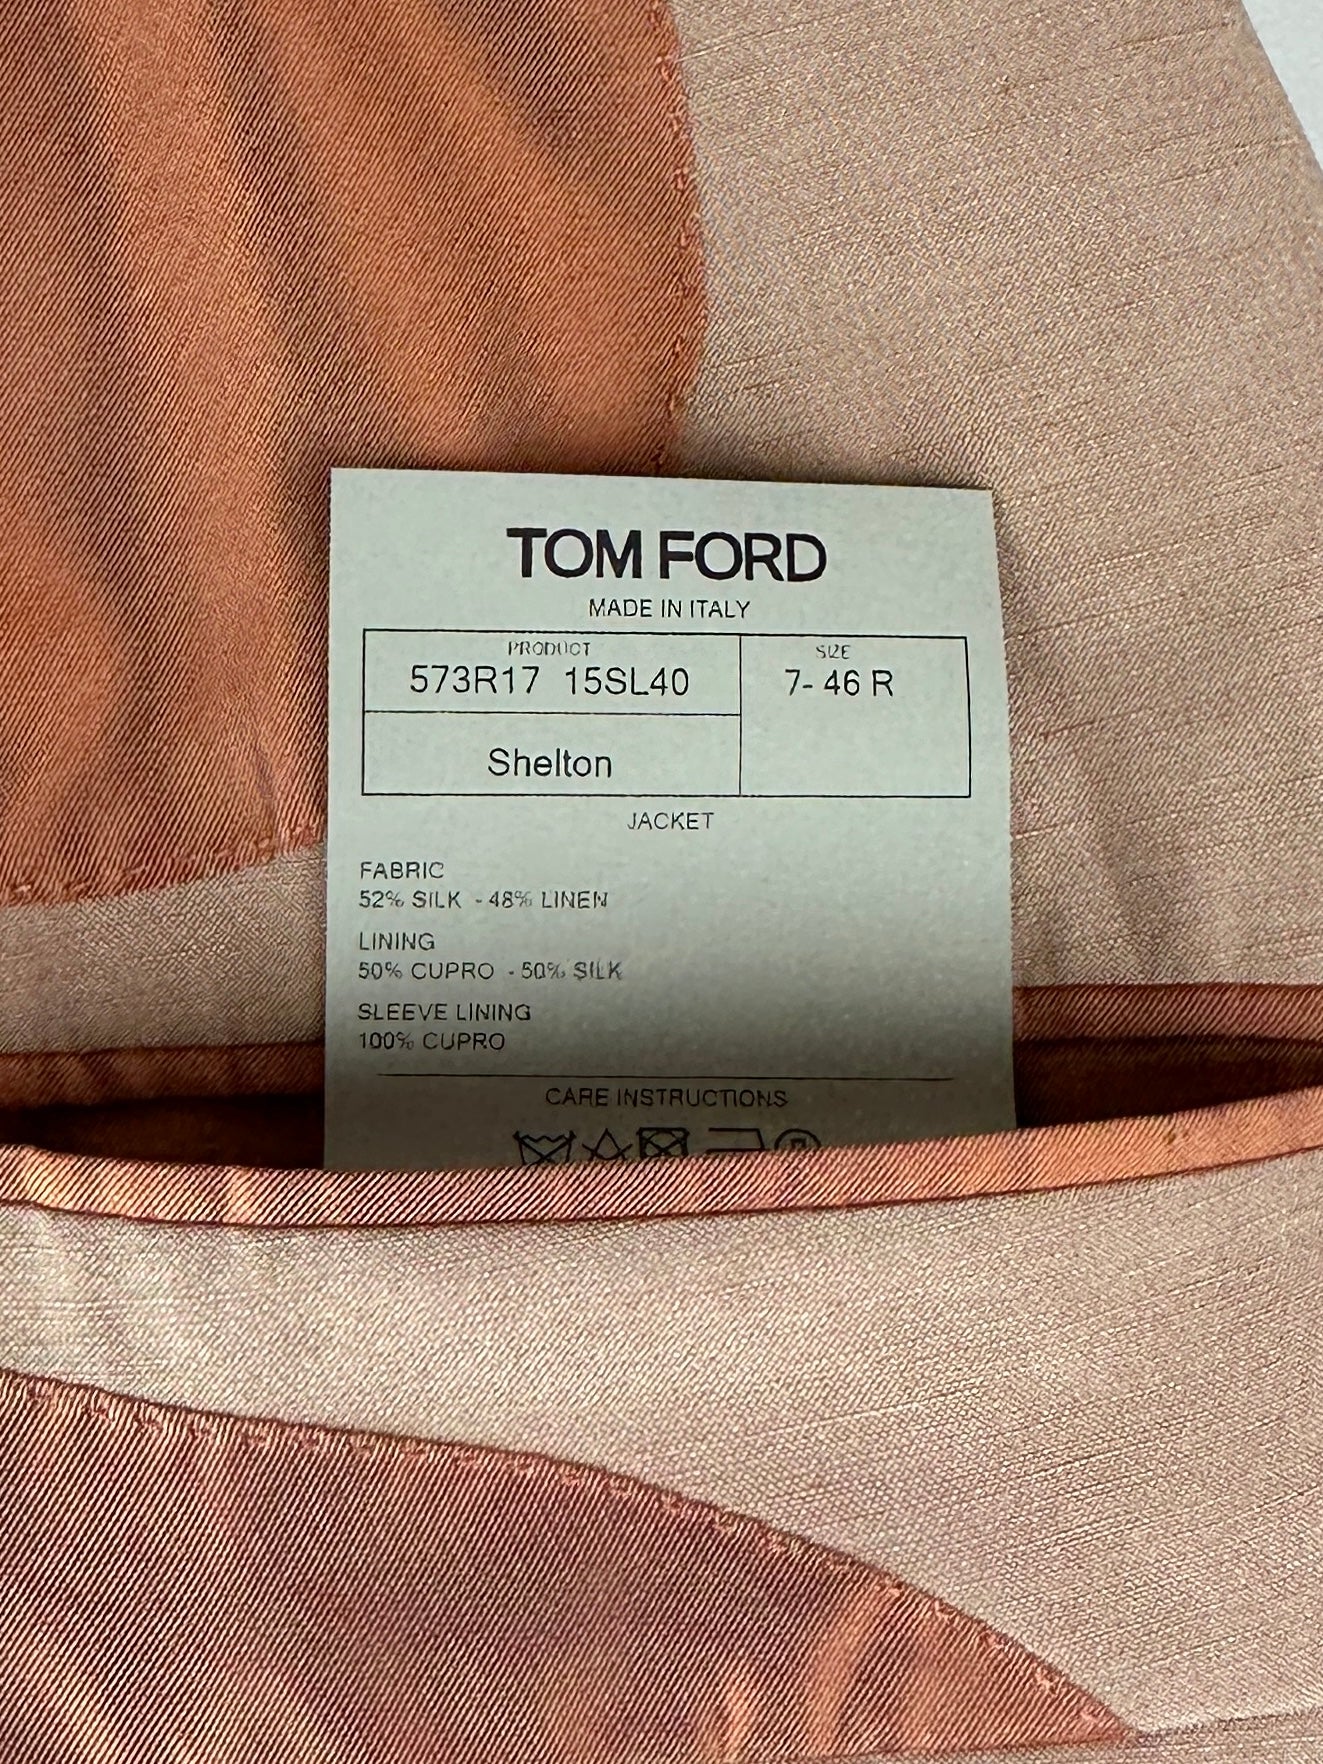 TOM FORD
MADE IN ITALY
PRODUCT
573R17 15SL40
SIZE
7- 46 R
Shelton
JACKET
FABRIC
52% SILK - 48% LINEN
LINING
50% CUPRO - 50% SILK
SLEEVE LINING
100% CUPRO
CARE INSTRUCTIONS